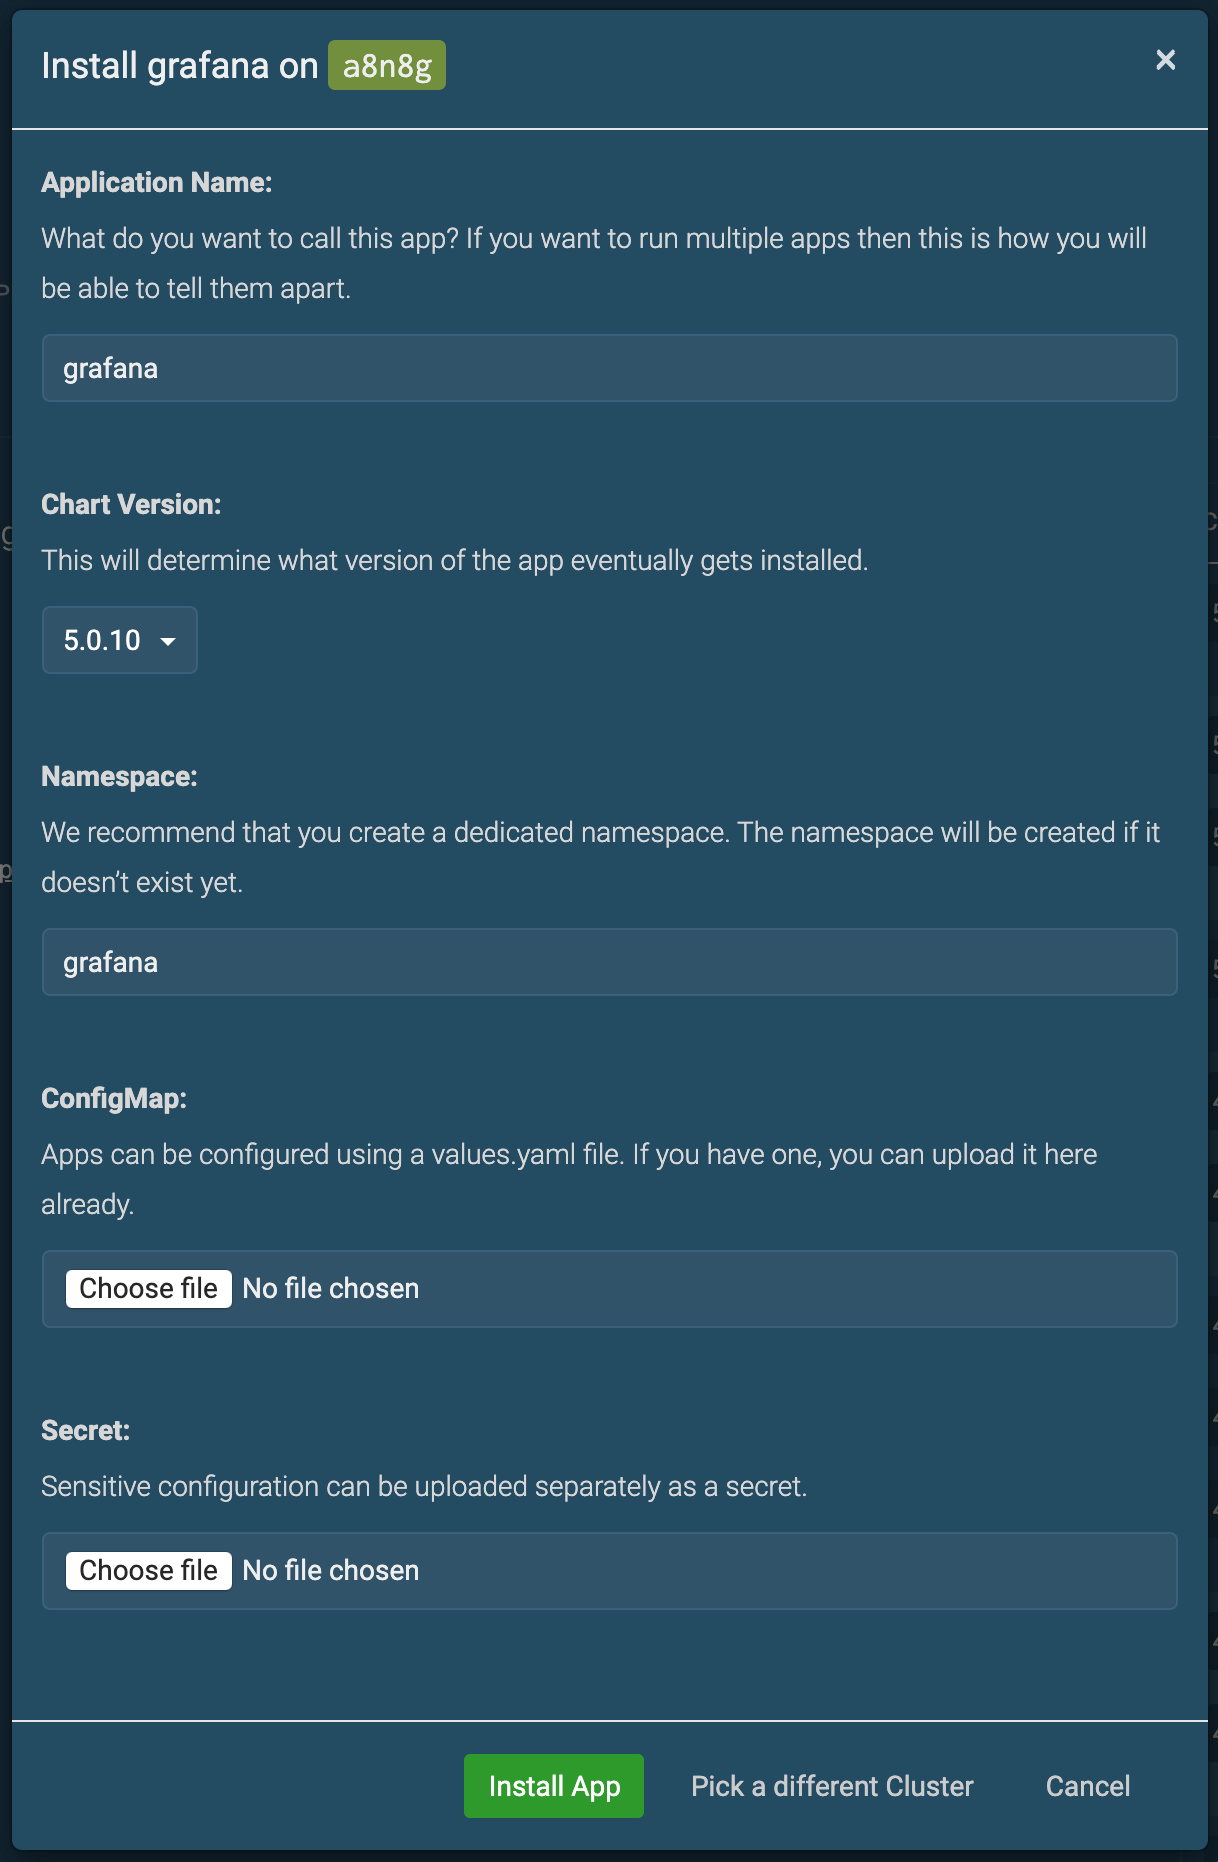 Install grafana on a8n8g
Application Name:
What do you want to call this app? If you want to run multiple apps then this is how you will
be able to tell them apart.
grafana
Chart Version:
This will determine what version of the app eventually gets installed.
5.0.10
Namespace:
We recommend that you create a dedicated namespace. The namespace will be created if it
doesn’t exist yet.
grafana
ConfigMap:
Apps can be configured using a values.yaml file. If you have one, you can upload it here
already.
Choose file No file chosen
Secret:
Sensitive configuration can be uploaded separately as a secret.
Choose file No file chosen
Install App Pick a different Cluster Cancel